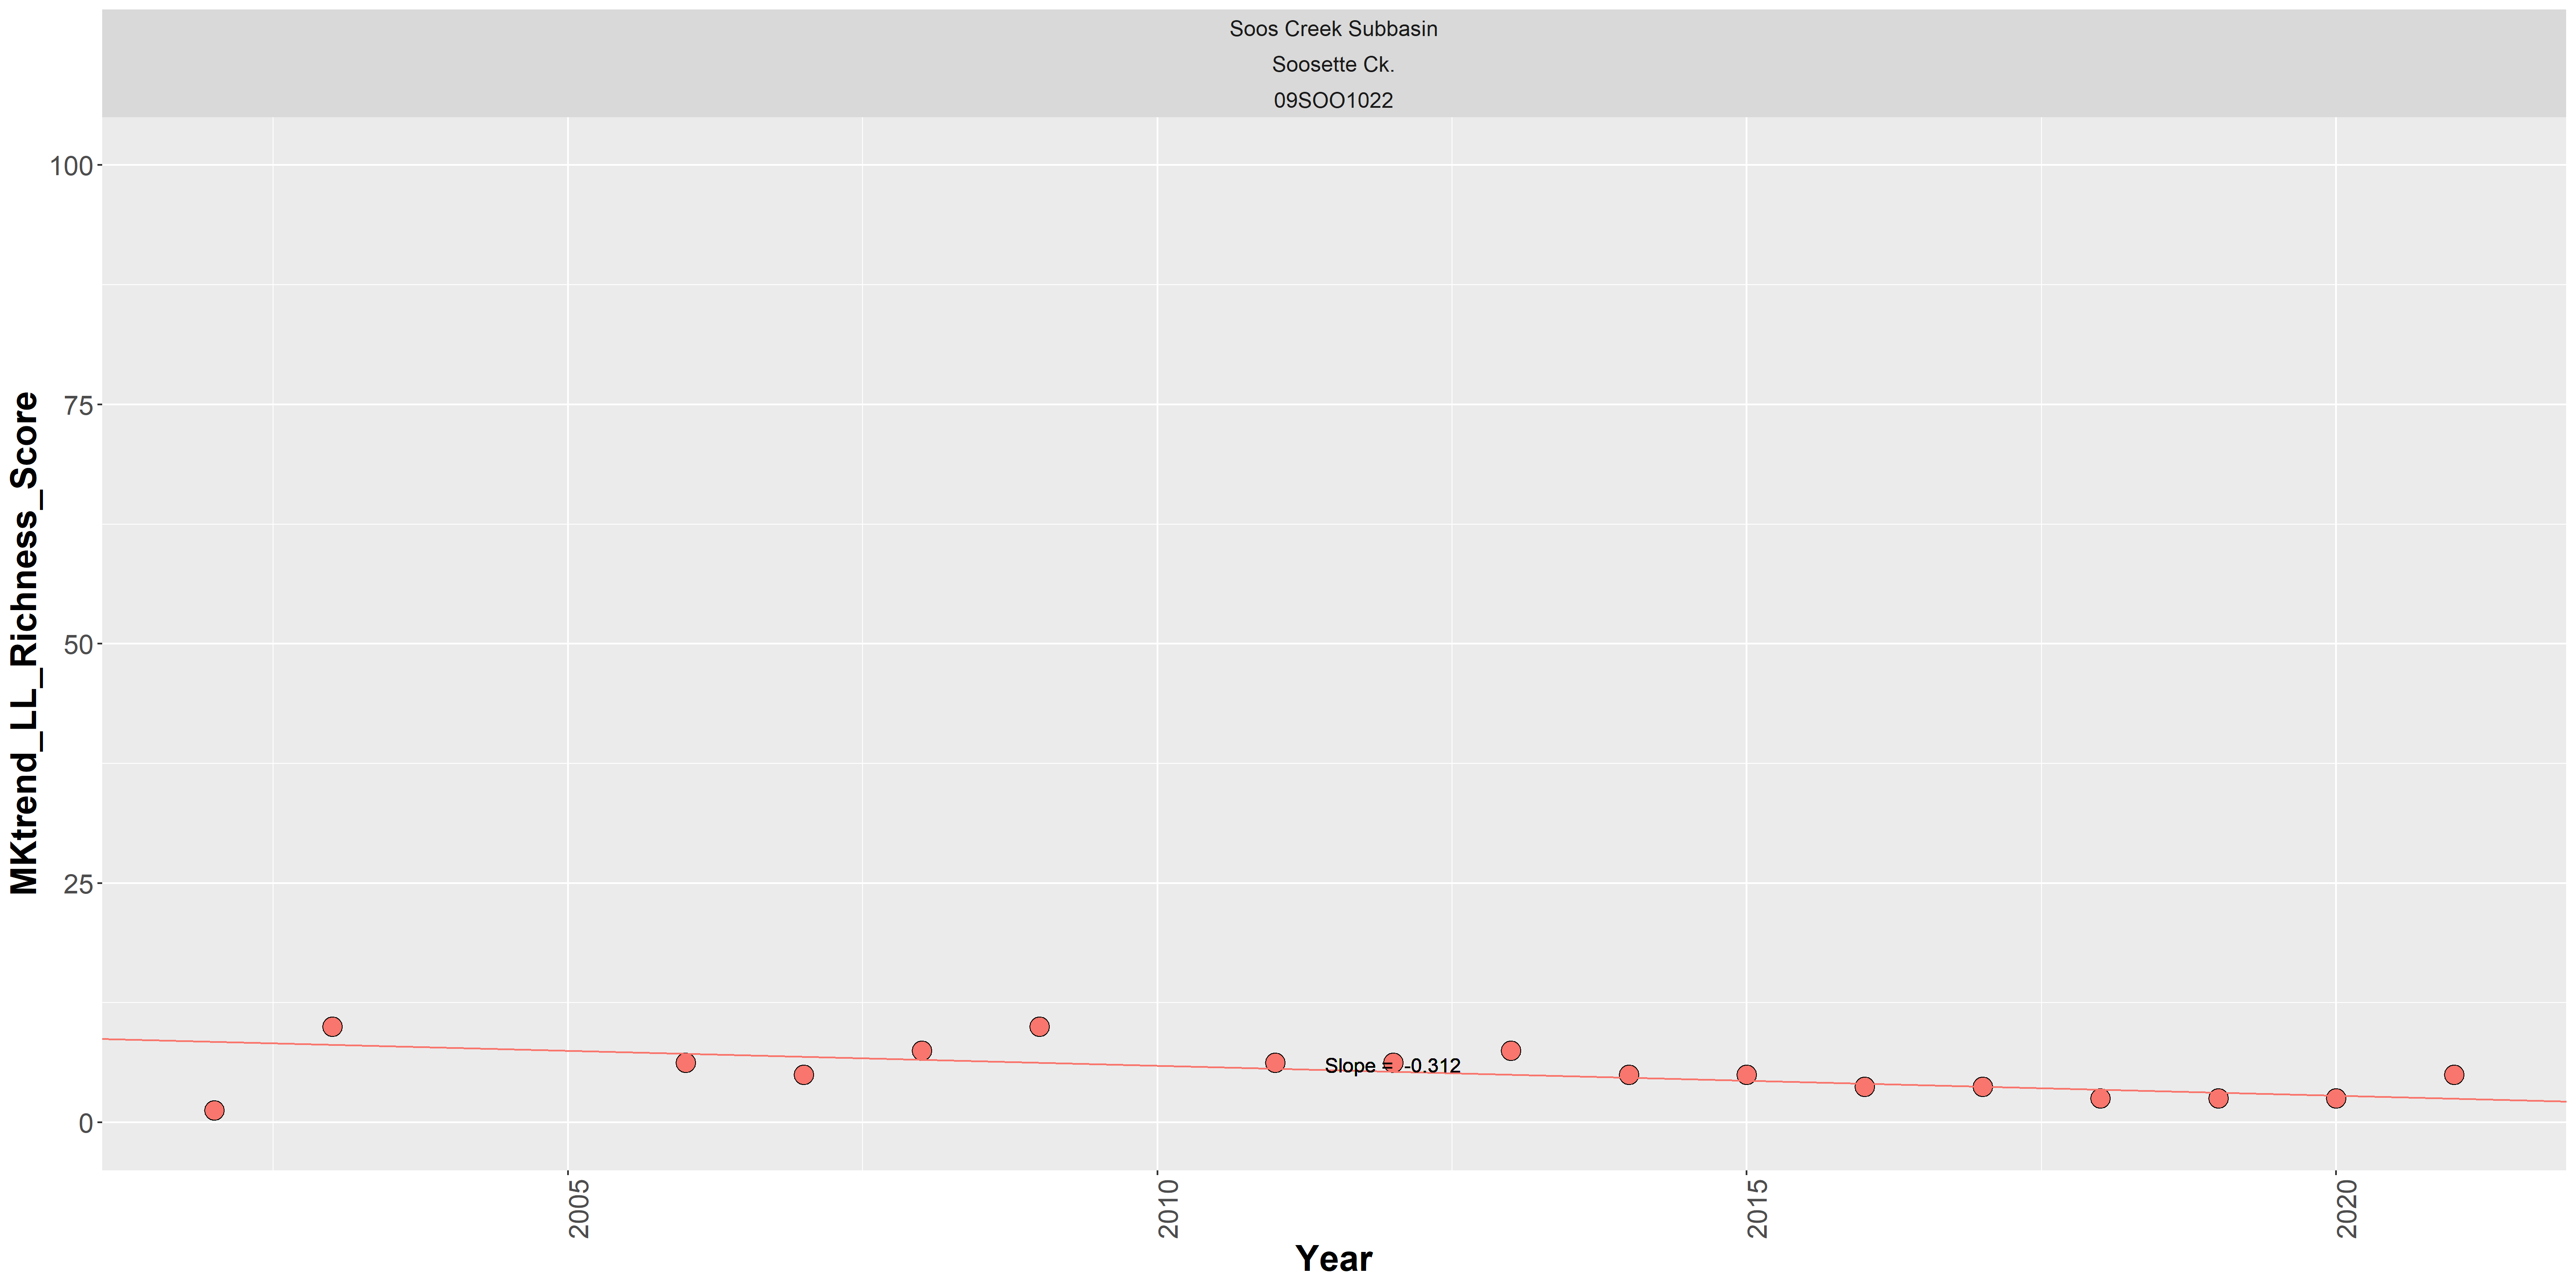 Soos Creek Subbasin
Soosette Ck.
09SOO1022
MKtrend_LL_Richness_Score
100
75
50
25
0
Slope = -0.312
2005
2010
2015
2020
Year